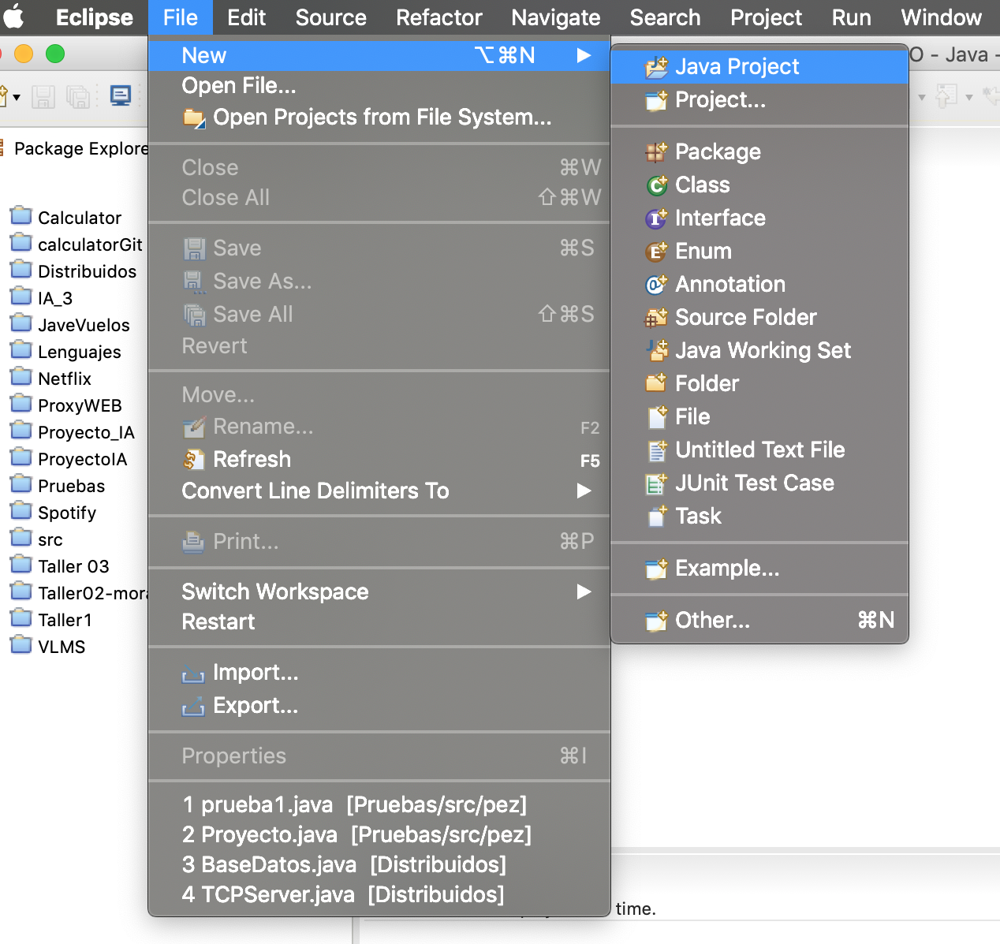 Eclipse File Edit Source Refactor Navigate Search Project Run Window
O - Java -
Package Explore
Calculator
calculatorGit
Distribuidos
IA_3
JaveVuelos
Lenguajes
Netflix
ProxyWEB
Proyecto_IA
ProyectoIA
Pruebas
Spotify
src
Taller 03
Taller02-mora
Taller1
VLMS
New ⌥⌘N ▶
Open File...
Open Projects from File System...
Close ⌘W
Close All ⇧⌘W
Save ⌘S
Save As...
Save All ⇧⌘S
Revert
Move...
Rename... F2
Refresh F5
Convert Line Delimiters To ▶
Print... ⌘P
Switch Workspace ▶
Restart
Import...
Export...
Properties ⌘I
1 prueba1.java [Pruebas/src/pez]
2 Proyecto.java [Pruebas/src/pez]
3 BaseDatos.java [Distribuidos]
4 TCPServer.java [Distribuidos]
Java Project
Project...
Package
Class
Interface
Enum
Annotation
Source Folder
Java Working Set
Folder
File
Untitled Text File
JUnit Test Case
Task
Example...
Other... ⌘N
time.